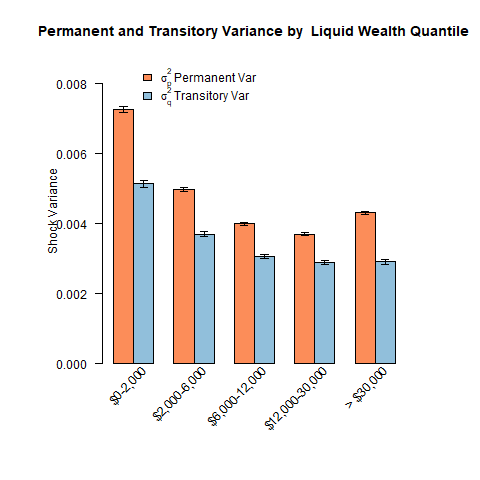 Permanent and Transitory Variance by  Liquid Wealth Quantile
σ²p Permanent Var
σ²q Transitory Var
Shock Variance
0.008
0.006
0.004
0.002
0.000
$0-2,000
$2,000-6,000
$6,000-12,000
$12,000-30,000
> $30,000